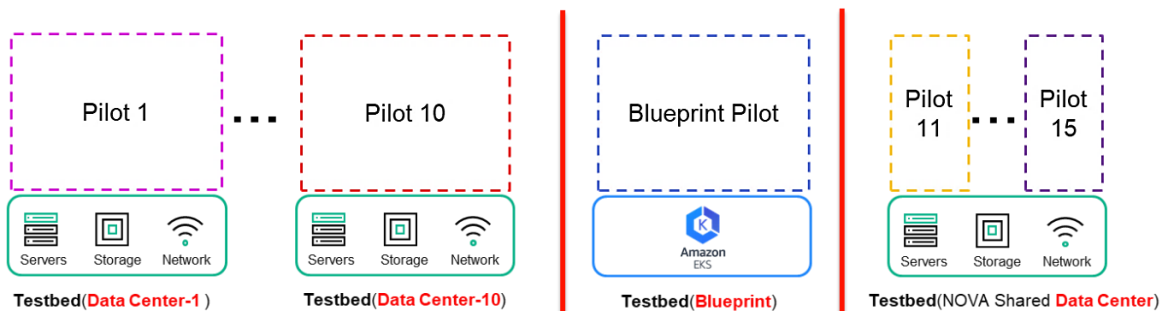 Pilot 1
Pilot 10
Blueprint Pilot
Pilot
11
Pilot
15
Servers Storage Network
Servers Storage Network
K
Amazon
EKS
Servers Storage Network
Testbed(Data Center-1 )
Testbed(Data Center-10)
Testbed(Blueprint)
Testbed(NOVA Shared Data Center)